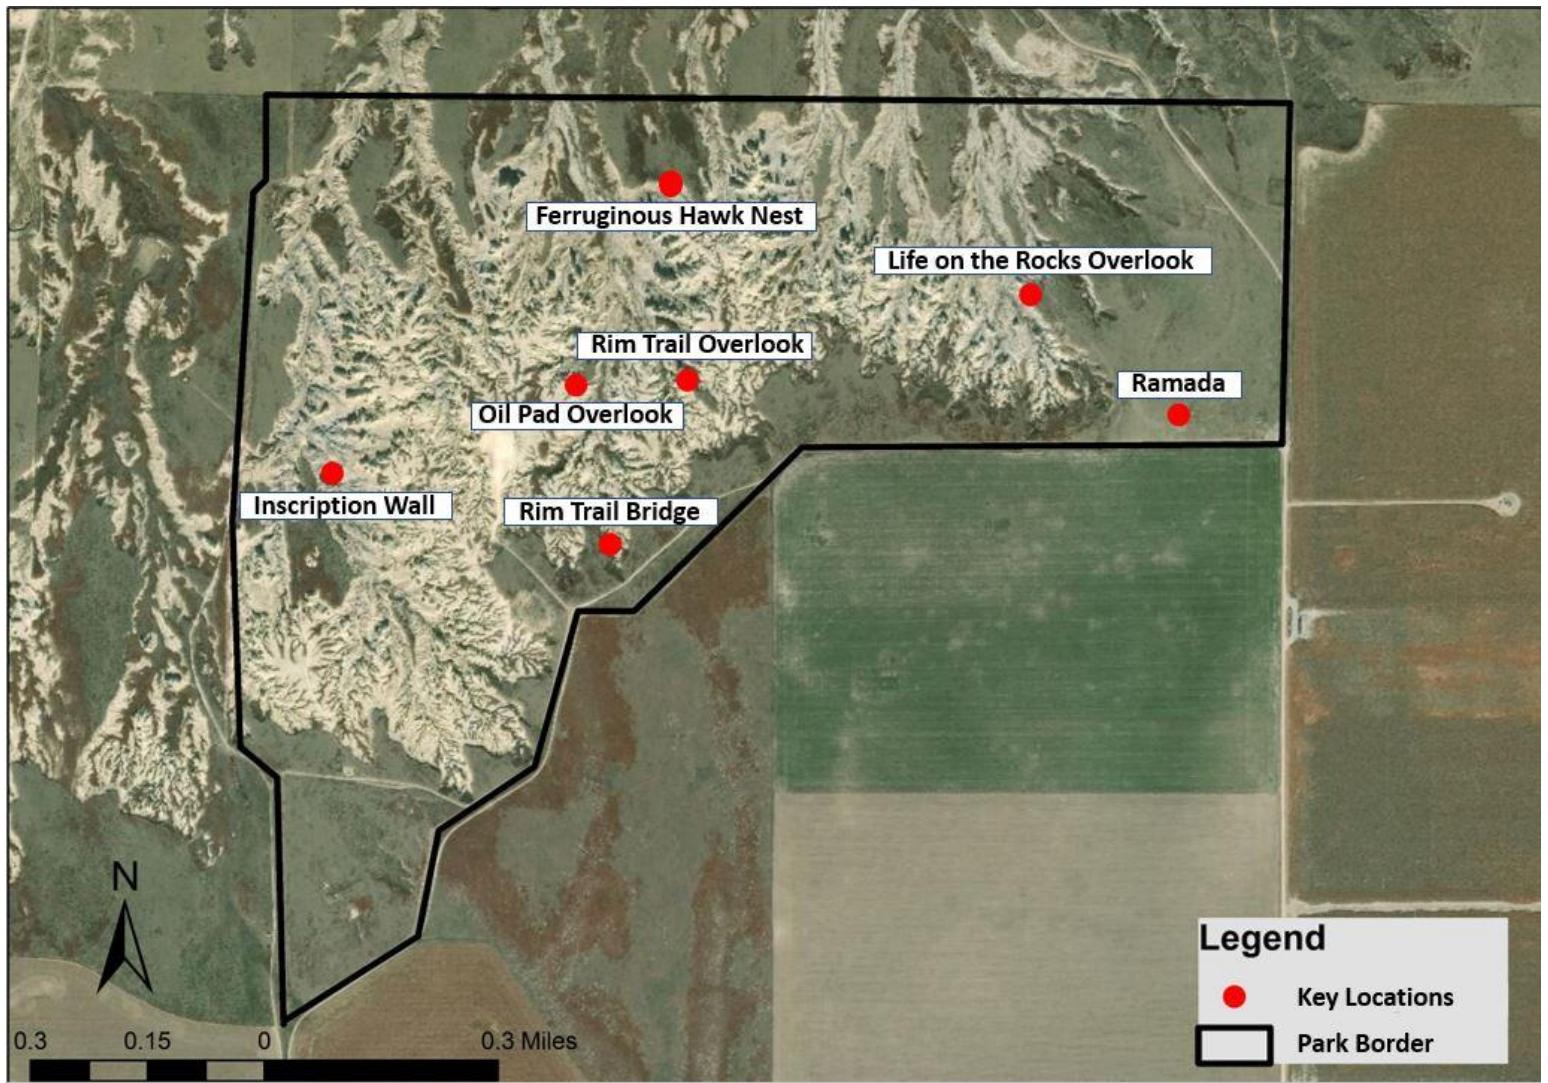 Ferruginous Hawk Nest
Life on the Rocks Overlook
Rim Trail Overlook
Ramada
Oil Pad Overlook
Inscription Wall
Rim Trail Bridge
N
0.3 0.15 0 0.3 Miles
Legend
Key Locations
Park Border